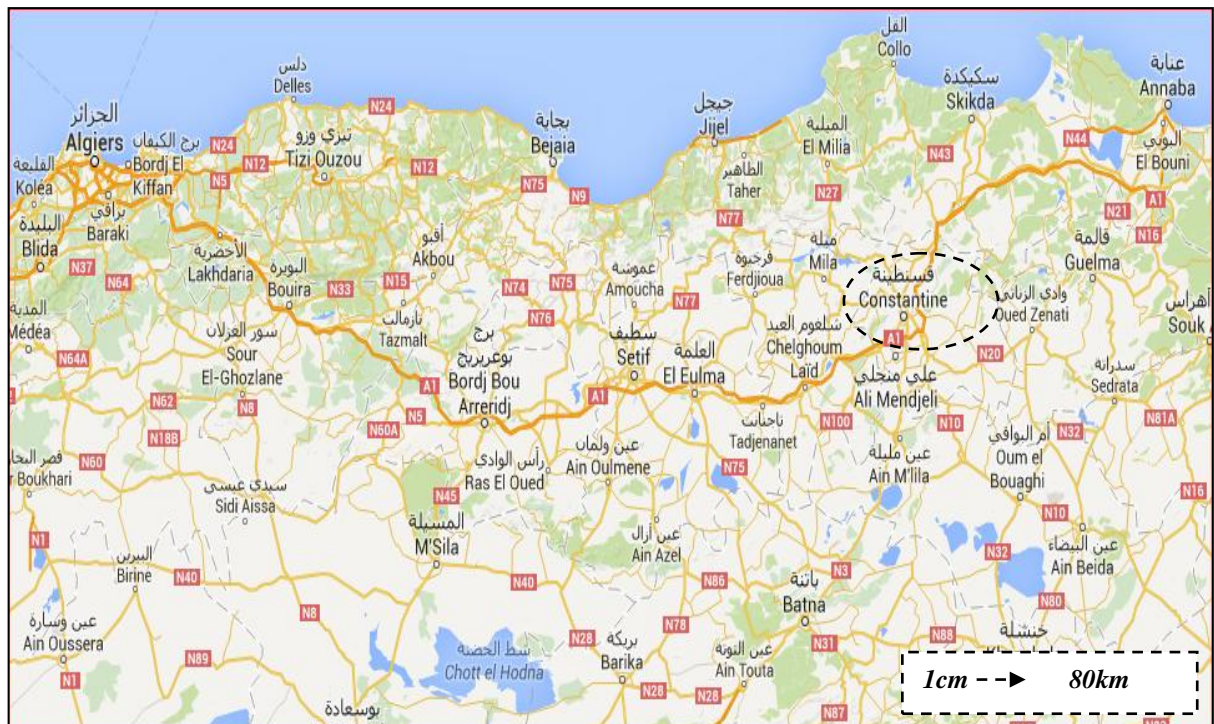 القل
Collo
عنابة
Annaba
سكيكدة
Skikda
دلس
Delles
N24
الجزائر
Algiers
برج الكيفان
Bordj El
Kiffan
N24
N12
N5
تيزي وزو
Tizi Ouzou
N12
بجاية
Bejaia
جيجل
Jijel
الميلية
El Milia
N43
N44
البوني
El Bouni
القليعة
Koléa
براقي
Baraki
N75
N9
الطاهير
Taher
N27
N77
A1
N21
N16
البليدة
Blida
N37
N64
الأخضرية
Lakhdaria
البويرة
Bouira
N33
أقبو
Akbou
N15
N74
N75
N76
عموشة
Amoucha
N77
فرجيوة
Ferdjioua
ميلة
Mila
قسنطينة
Constantine
قالمة
Guelma
وادي الزناتي
Oued Zenati
أهراس
Souk A
المدية
Médéa
N64A
سور الغزلان
Sour
El-Ghozlane
تازمالت
Tazmalt
برج
بوعريريج
Bordj Bou
Arreridj
سطيف
Setif
العلمة
El Eulma
شلغوم العيد
Chelghoum
Laïd
A1
N20
علي منجلي
Ali Mendjeli
سدراتة
Sedrata
N62
N8
A1
N5
N60A
A1
تاجنانت
Tadjenanet
N100
N10
N32
N81A
N18B
N60
قصر البخا
r Boukhari
سيدي عيسى
Sidi Aissa
رأس الوادي
Ras El Oued
عين ولمان
Ain Oulmene
N75
عين مليلة
Ain M'lila
أم البواقي
Oum el
Bouaghi
N16
N45
المسيلة
M'Sila
عين أزال
Ain Azel
N10
عين البيضاء
Ain Beida
N1
البيرين
Birine
N40
N8
N40
N86
N3
باتنة
Batna
N32
N80
عين وسارة
Ain Oussera
N1
N89
شط الحضنة
Chott el Hodna
بريكة
Barika
N28
N78
N28
N28
عين التوتة
Ain Touta
N31
N88
خنشلة
بوسعادة
N87
1cm 80km